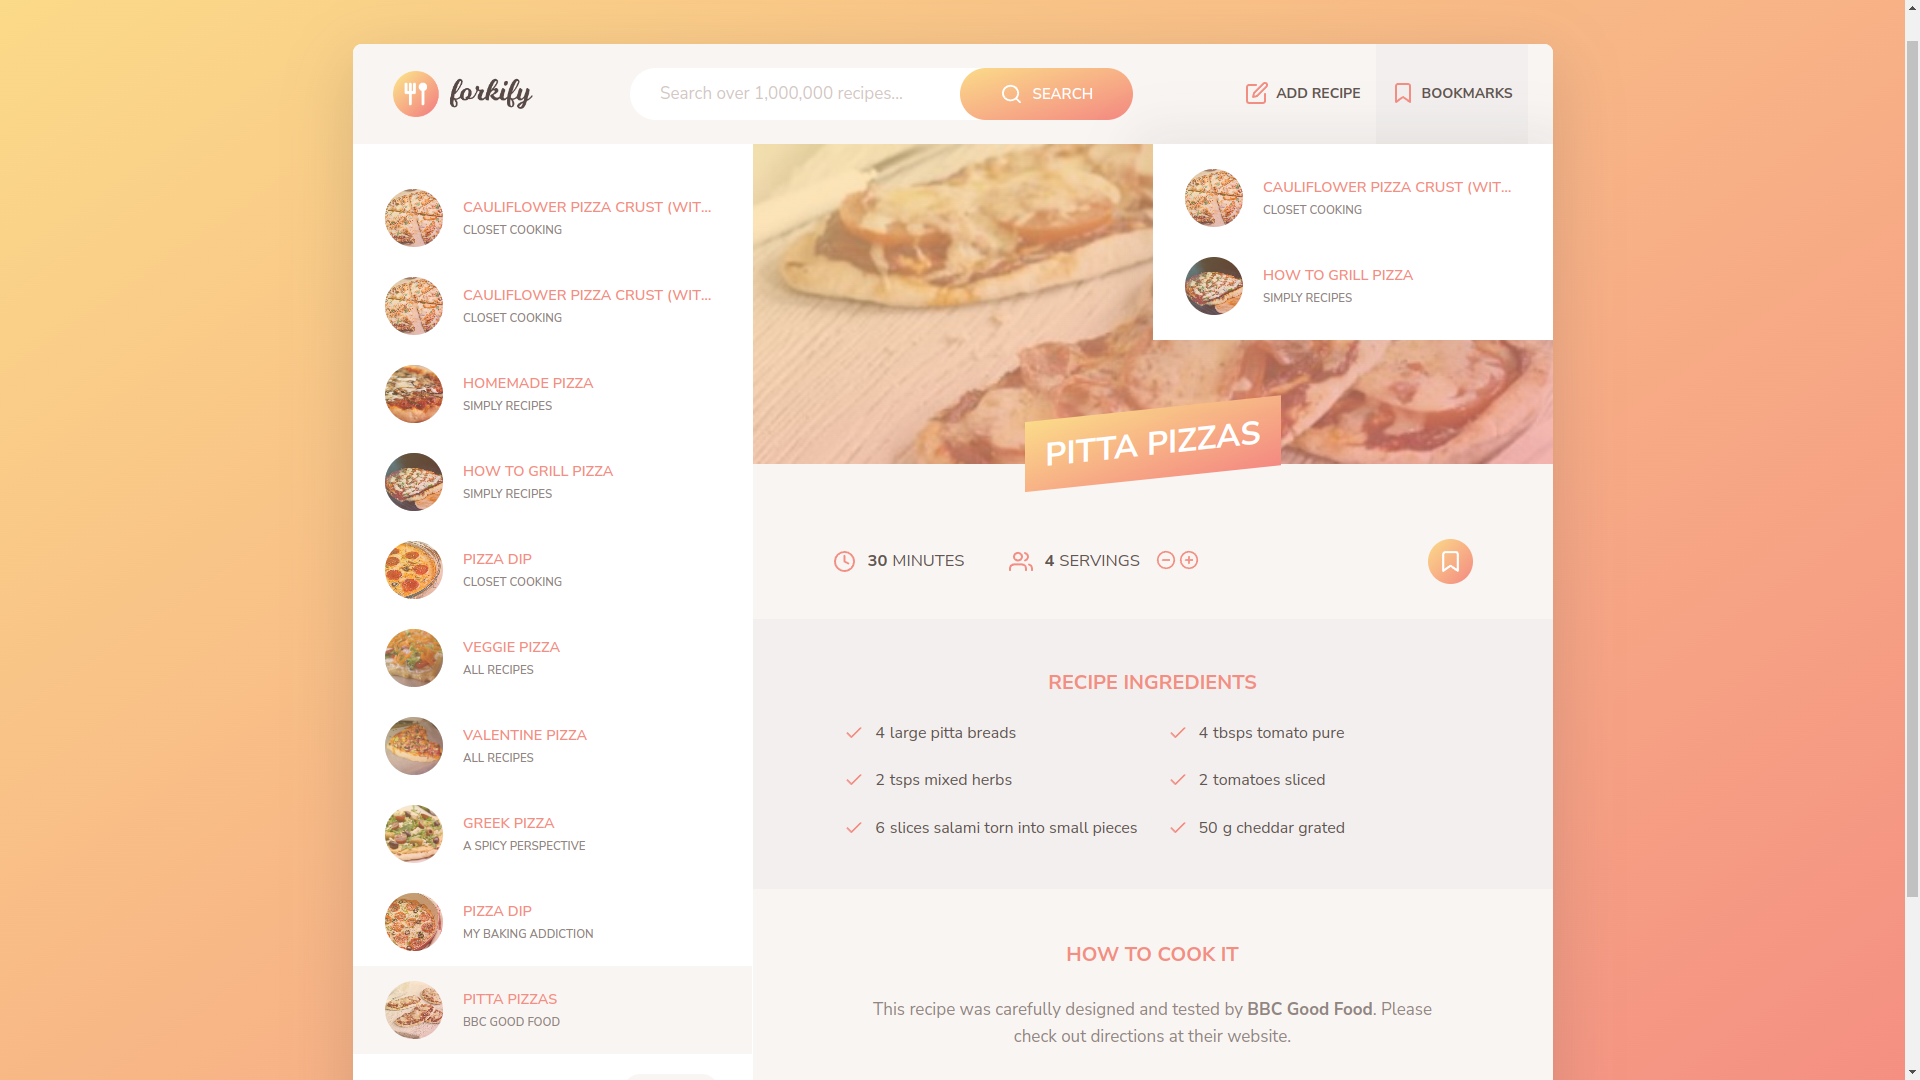 forkify
Search over 1,000,000 recipes...
SEARCH
ADD RECIPE
BOOKMARKS
CAULIFLOWER PIZZA CRUST (WIT...
CLOSET COOKING
CAULIFLOWER PIZZA CRUST (WIT...
CLOSET COOKING
HOMEMADE PIZZA
SIMPLY RECIPES
HOW TO GRILL PIZZA
SIMPLY RECIPES
PIZZA DIP
CLOSET COOKING
VEGGIE PIZZA
ALL RECIPES
VALENTINE PIZZA
ALL RECIPES
GREEK PIZZA
A SPICY PERSPECTIVE
PIZZA DIP
MY BAKING ADDICTION
PITTA PIZZAS
BBC GOOD FOOD
CAULIFLOWER PIZZA CRUST (WIT...
CLOSET COOKING
HOW TO GRILL PIZZA
SIMPLY RECIPES
PITTA PIZZAS
30 MINUTES
4 SERVINGS
RECIPE INGREDIENTS
4 large pitta breads
4 tbsps tomato pure
2 tsps mixed herbs
2 tomatoes sliced
6 slices salami torn into small pieces
50 g cheddar grated
HOW TO COOK IT
This recipe was carefully designed and tested by BBC Good Food. Please
check out directions at their website.